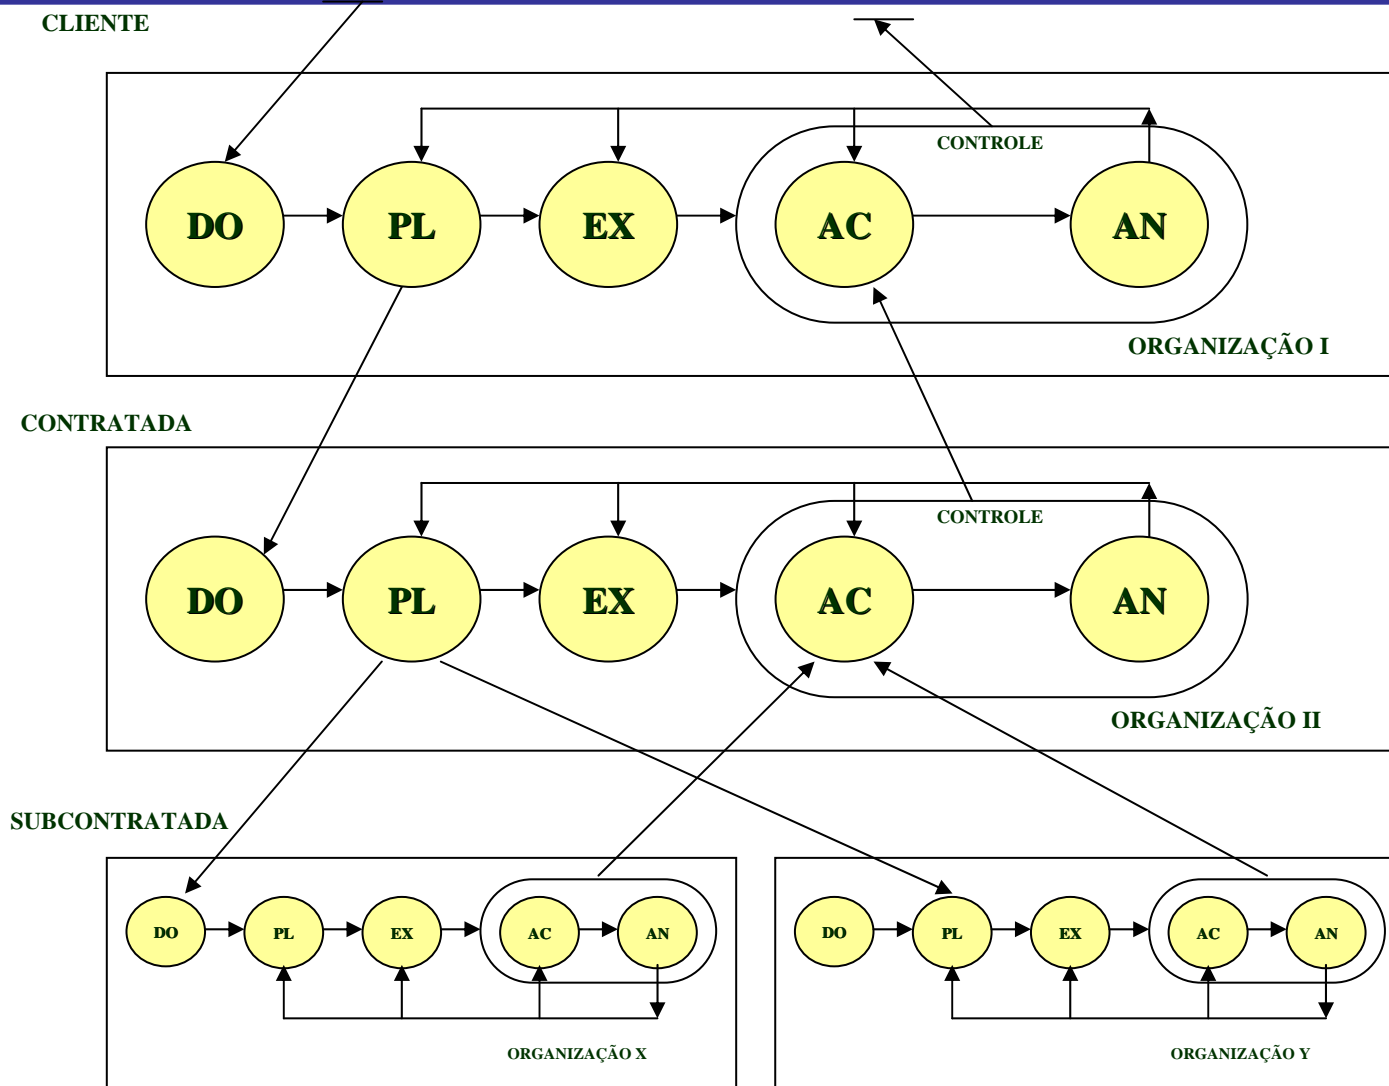 CLIENTE
CONTROLE
DO PL EX AC AN
ORGANIZAÇÃO I
CONTRATADA
CONTROLE
DO PL EX AC AN
ORGANIZAÇÃO II
SUBCONTRATADA
DO PL EX AC AN
ORGANIZAÇÃO X
DO PL EX AC AN
ORGANIZAÇÃO Y